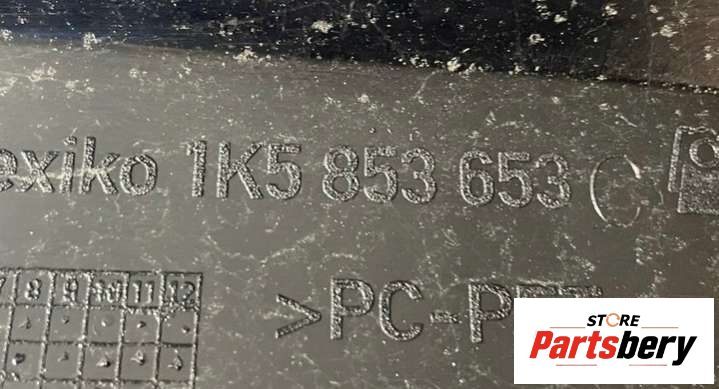 exiko 1K5 853 653 C
7 8 9 10 11 12
>PC-P
STORE
Partsbery